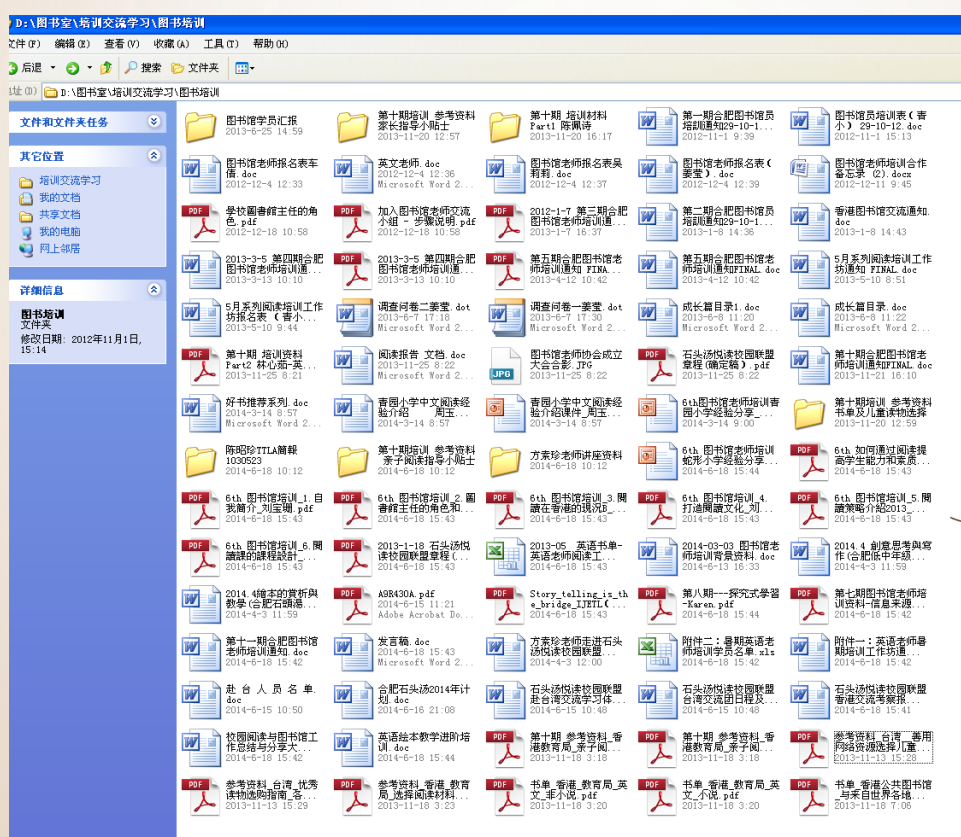 D:\图书室\培训交流学习\图书培训
文件(F) 编辑(E) 查看(V) 收藏(A) 工具(T) 帮助(H)
后退 搜索 文件夹
址(D) D:\图书室\培训交流学习\图书培训
文件和文件夹任务
其它位置
培训交流学习
我的文档
共享文档
我的电脑
网上邻居
详细信息
图书培训
文件夹
修改日期: 2012年11月1日,
15:14
图书馆学员汇报
2013-6-25 14:59
第十期培训 参考资料
家长指导小贴士
2013-11-20 12:57
第十期 培训材料
Part1 陈佩诗
2013-11-20 16:17
第一期合肥图书馆员
培訓通知29-10-1...
2012-11-1 9:39
图书馆员培训表(青
小) 29-10-12.doc
2012-11-1 15:13
图书馆老师报名表车
倩.doc
2012-12-4 12:33
英文老师.doc
2012-12-4 12:36
Microsoft Word 2...
图书馆老师报名表吴
莉莉.doc
2012-12-4 12:37
图书馆老师报名表(
姜莹).doc
2012-12-4 12:39
图书馆老师培训合作
备忘录 (2).docx
2012-12-11 9:45
学校圖書館主任的角
色.pdf
2012-12-18 10:58
加入图书馆老师交流
小组 - 步骤说明.pdf
2012-12-18 10:58
2012-1-7 第三期合肥
图书馆老师培训通...
2013-1-7 16:37
第二期合肥图书馆员
培訓通知29-10-1...
2013-1-8 14:36
香港图书馆交流通知.
doc
2013-1-8 14:43
2013-3-5 第四期合肥
图书馆老师培训通...
2013-3-13 10:10
2013-3-5 第四期合肥
图书馆老师培训通...
2013-3-13 10:10
第五期合肥图书馆老
师培训通知 FINA...
2013-4-12 10:42
第五期合肥图书馆老
师培训通知FINAL.doc
2013-4-12 10:42
5月系列阅读培训工作
坊通知 FINAL.doc
2013-5-10 8:51
5月系列阅读培训工作
坊报名表 (青小...
2013-5-10 9:44
调查问卷二姜莹.dot
2013-6-7 17:18
Microsoft Word 2...
调查问卷一姜莹.dot
2013-6-7 17:30
Microsoft Word 2...
成长篇目录1.doc
2013-6-8 11:20
Microsoft Word 2...
成长篇目录.doc
2013-6-8 11:22
Microsoft Word 2...
第十期 培训资料
Part2 林心茹-英...
2013-11-25 8:21
阅读报告 文档.doc
2013-11-25 8:22
Microsoft Word 2...
图书馆老师协会成立
大会合影.JPG
2013-11-25 8:22
石头汤悦读校园联盟
章程(确定稿).pdf
2013-11-25 8:22
第十期合肥图书馆老
师培训通知FINAL.doc
2013-11-21 16:10
好书推荐系列.doc
2014-3-14 8:57
Microsoft Word 2...
青园小学中文阅读经
验介绍 周玉...
2014-3-14 8:57
青园小学中文阅读经
验介绍课件_周玉...
2014-3-14 8:57
6th图书馆老师培训青
园小学经验分享_...
2014-3-14 9:00
第十期培训 参考资料
书单及儿童读物选择
2013-11-20 12:59
陈昭珍TTLA簡報
1030523
2014-6-18 10:12
第十期培训 参考资料
亲子阅读指导小贴士
2014-6-18 10:12
方素珍老师讲座资料
2014-6-18 10:12
6th 图书馆老师培训
蛇形小学经验分享...
2014-6-18 15:44
6th 如何通过阅读提
高学生能力和素质...
2014-6-18 15:43
6th 图书馆培训_1.自
我簡介_刘宝珊.pdf
2014-6-18 15:43
6th 图书馆培训_2.圖
書館主任的角色和...
2014-6-18 15:43
6th 图书馆培训_3.閱
讀在香港的現況B_...
2014-6-18 15:43
6th 图书馆培训_4.
打造閱讀文化_刘...
2014-6-18 15:43
6th 图书馆培训_5.閱
讀策略介紹2013_...
2014-6-18 15:43
6th 图书馆培训_6.閱
讀課的課程設計_...
2014-6-18 15:43
2013-1-18 石头汤悦
读校园联盟章程(...
2014-6-18 15:43
2013-05 英语书单-
英语老师阅读工...
2014-6-18 15:43
2014-03-03 图书馆老
师培训背景资料.doc
2014-6-13 16:33
2014.4 創意思考與寫
作(合肥低中年级...
2014-4-3 11:59
2014.4繪本的賞析與
教學(合肥石頭湯...
2014-4-3 11:59
A9R430A.pdf
2014-6-15 11:21
Adobe Acrobat Do...
Story_telling_is_th
e_bridge_IJETL(...
2014-6-18 15:43
第八期---探究式學習
-Karen.pdf
2014-6-18 15:44
第七期图书馆老师培
训资料-信息来源...
2014-6-18 15:42
第十一期合肥图书馆
老师培训通知.doc
2014-6-18 15:42
发言稿.doc
2014-6-18 15:43
Microsoft Word 2...
方素珍老师走进石头
汤悦读校园联盟...
2014-4-3 12:00
附件二:暑期英语老
师培训学员名单.xls
2014-6-18 15:42
附件一:英语老师暑
期培训工作坊通...
2014-6-18 15:42
赴台人员名单.
doc
2014-6-15 10:50
合肥石头汤2014年计
划.doc
2014-6-16 21:08
石头汤悦读校园联盟
赴台湾交流学习体...
2014-6-15 10:48
石头汤悦读校园联盟
台湾交流团日程及...
2014-6-15 10:48
石头汤悦读校园联盟
香港交流考察报...
2014-6-18 15:41
校园阅读与图书馆工
作总结与分享大...
2014-6-18 15:42
英语绘本教学进阶培
训.doc
2014-6-18 15:44
第十期 参考资料_香
港教育局_亲子阅...
2013-11-18 3:18
第十期 参考资料_香
港教育局_亲子阅...
2013-11-18 3:18
参考资料_台湾_善用
网络资源选择儿童...
2013-11-13 15:28
参考资料_台湾_优秀
读物选购指南_各...
2013-11-13 15:29
参考资料_香港_教育
局_选择阅读材料...
2013-11-18 3:23
书单_香港_教育局_英
文_非小说.pdf
2013-11-18 3:20
书单_香港_教育局_英
文_小说.pdf
2013-11-18 3:20
书单_香港公共图书馆
_与来自世界各地...
2013-11-18 7:06